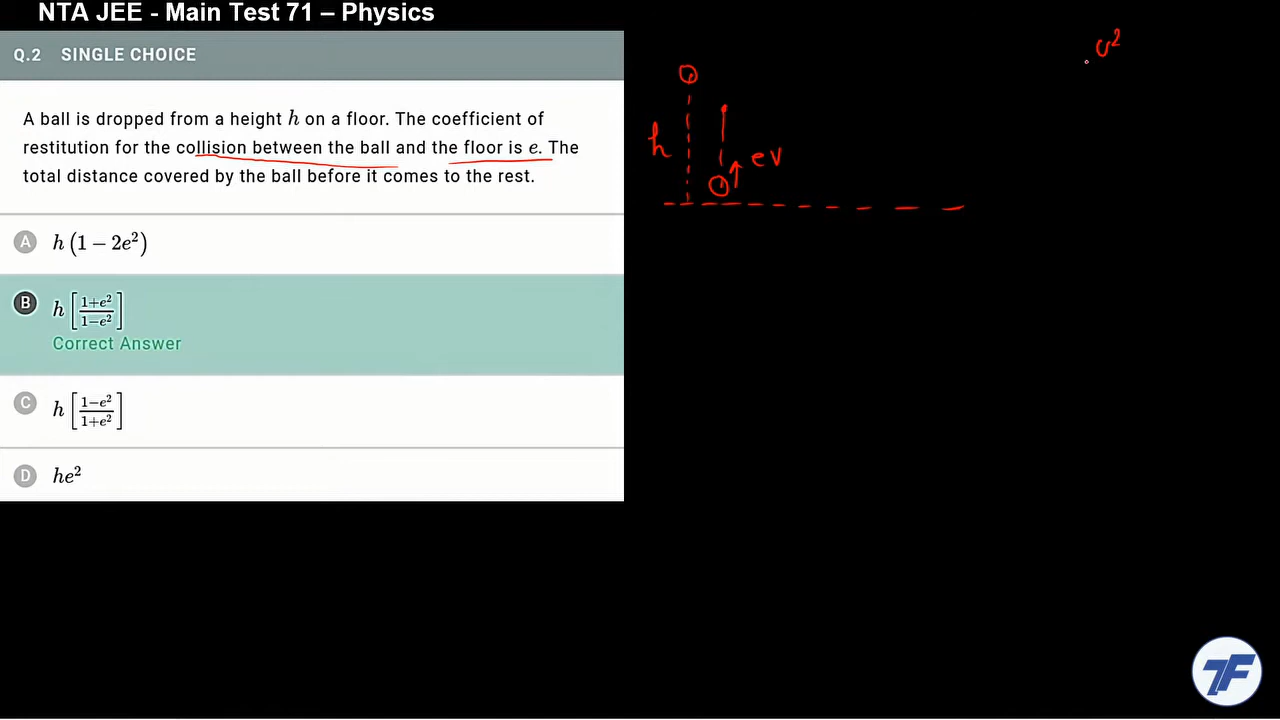 NTA JEE - Main Test 71 – Physics
Q.2 SINGLE CHOICE
A ball is dropped from a height h on a floor. The coefficient of
restitution for the collision between the ball and the floor is e. The
total distance covered by the ball before it comes to the rest.
A h (1 − 2e²)
B h [1+e²/1−e²]
Correct Answer
C h [1−e²/1+e²]
D he²
h
ev
v²
TF